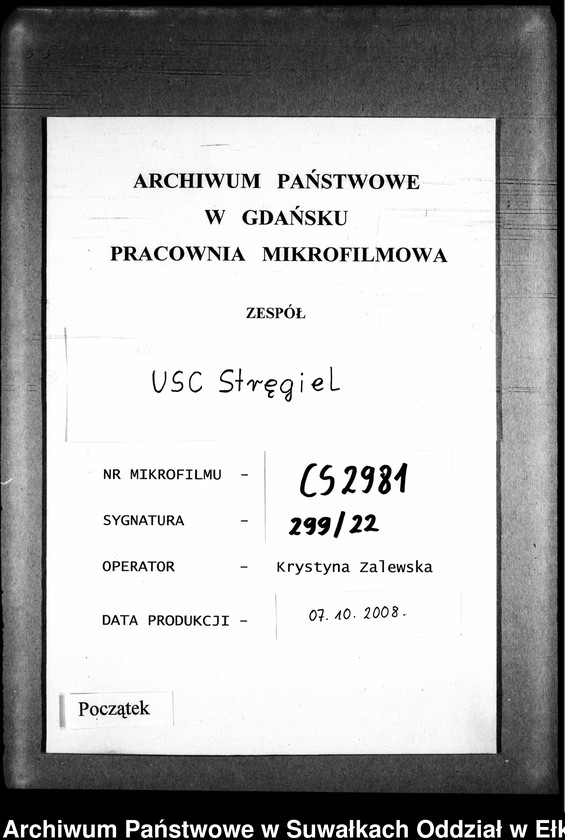 ARCHIWUM PAŃSTWOWE
W GDAŃSKU
PRACOWNIA MIKROFILMOWA
ZESPÓŁ
USC Stręgiel
NR MIKROFILMU - CS2981
SYGNATURA - 299/22
OPERATOR - Krystyna Zalewska
DATA PRODUKCJI - 07.10.2008.
Początek
Archiwum Państwowe w Suwałkach Oddział w Ełk